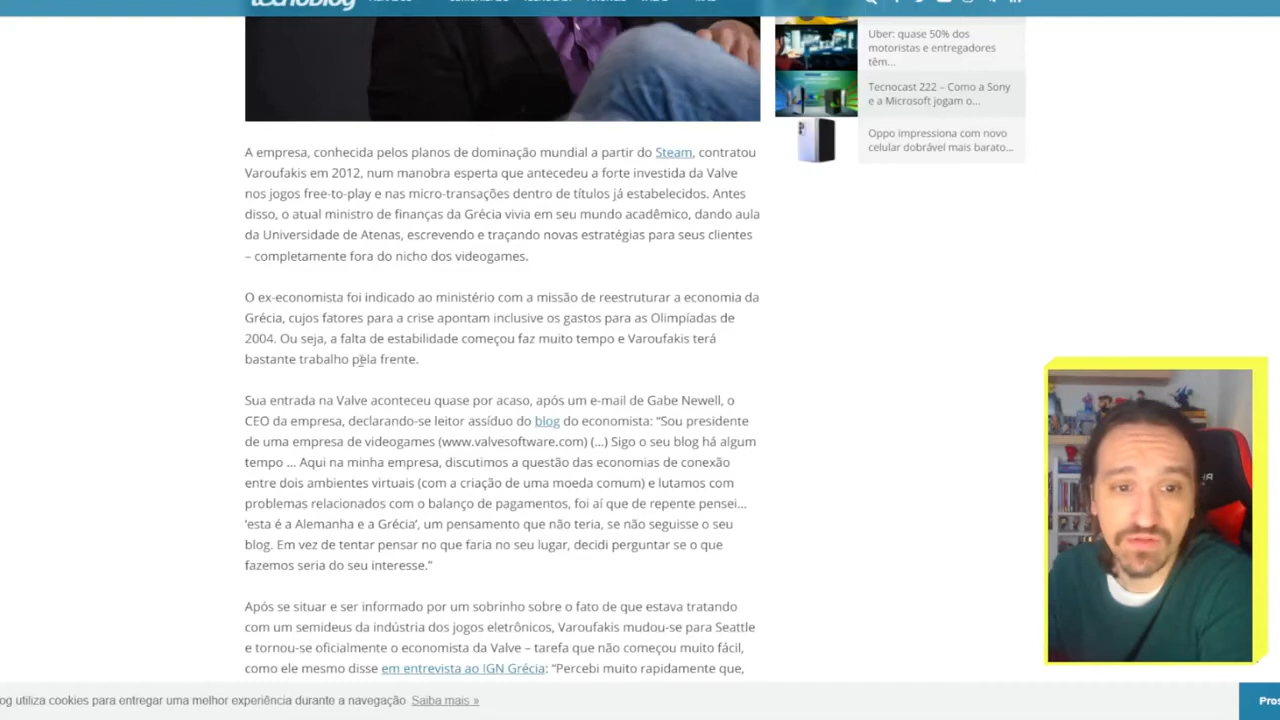 tecnoblog
Uber: quase 50% dos
motoristas e entregadores
têm...
Tecnocast 222 – Como a Sony
e a Microsoft jogam o...
Oppo impressiona com novo
celular dobrável mais barato...
A empresa, conhecida pelos planos de dominação mundial a partir do Steam, contratou
Varoufakis em 2012, num manobra esperta que antecedeu a forte investida da Valve
nos jogos free-to-play e nas micro-transações dentro de títulos já estabelecidos. Antes
disso, o atual ministro de finanças da Grécia vivia em seu mundo acadêmico, dando aula
da Universidade de Atenas, escrevendo e traçando novas estratégias para seus clientes
– completamente fora do nicho dos videogames.
O ex-economista foi indicado ao ministério com a missão de reestruturar a economia da
Grécia, cujos fatores para a crise apontam inclusive os gastos para as Olimpíadas de
2004. Ou seja, a falta de estabilidade começou faz muito tempo e Varoufakis terá
bastante trabalho pela frente.
Sua entrada na Valve aconteceu quase por acaso, após um e-mail de Gabe Newell, o
CEO da empresa, declarando-se leitor assíduo do blog do economista: “Sou presidente
de uma empresa de videogames (www.valvesoftware.com) (...) Sigo o seu blog há algum
tempo ... Aqui na minha empresa, discutimos a questão das economias de conexão
entre dois ambientes virtuais (com a criação de uma moeda comum) e lutamos com
problemas relacionados com o balanço de pagamentos, foi aí que de repente pensei...
‘esta é a Alemanha e a Grécia’, um pensamento que não teria, se não seguisse o seu
blog. Em vez de tentar pensar no que faria no seu lugar, decidi perguntar se o que
fazemos seria do seu interesse.”
Após se situar e ser informado por um sobrinho sobre o fato de que estava tratando
com um semideus da indústria dos jogos eletrônicos, Varoufakis mudou-se para Seattle
e tornou-se oficialmente o economista da Valve – tarefa que não começou muito fácil,
como ele mesmo disse em entrevista ao IGN Grécia: “Percebi muito rapidamente que,
og utiliza cookies para entregar uma melhor experiência durante a navegação Saiba mais »
Pros